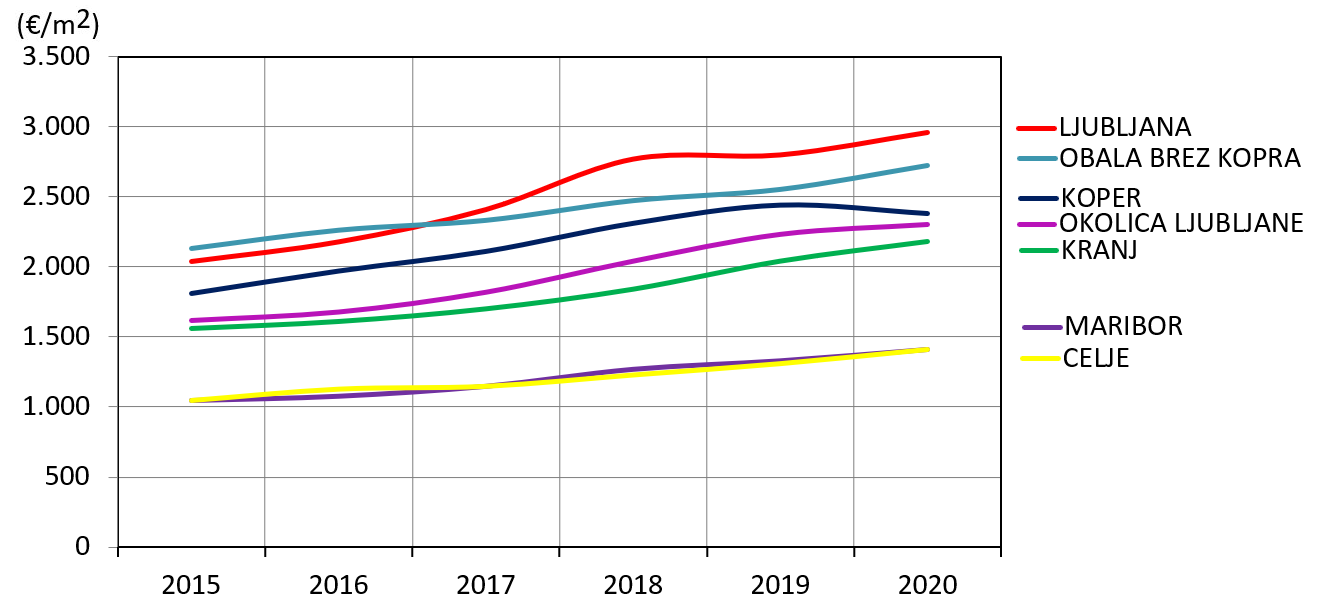 (€/m2)
3.500
3.000
2.500
2.000
1.500
1.000
500
0
2015 2016 2017 2018 2019 2020
LJUBLJANA
OBALA BREZ KOPRA
KOPER
OKOLICA LJUBLJANE
KRANJ
MARIBOR
CELJE